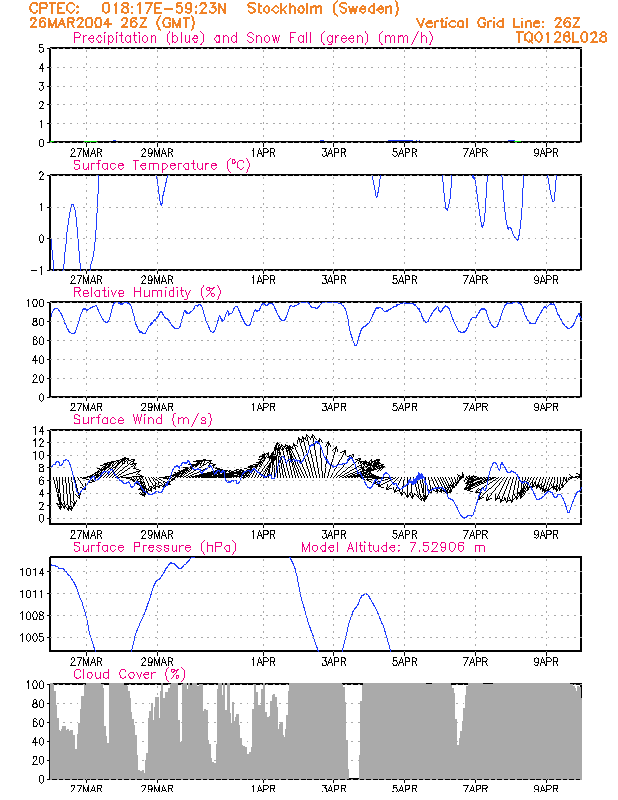 CPTEC: 018:17E-59:23N Stockholm (Sweden)
26MAR2004 26Z (GMT) Vertical Grid Line: 26Z
Precipitation (blue) and Snow Fall (green) (mm/h) TQ0126L028
5
4
3
2
1
0
27MAR 29MAR 1APR 3APR 5APR 7APR 9APR
Surface Temperature (°C)
2
1
0
-1
27MAR 29MAR 1APR 3APR 5APR 7APR 9APR
Relative Humidity (%)
100
80
60
40
20
0
27MAR 29MAR 1APR 3APR 5APR 7APR 9APR
Surface Wind (m/s)
14
12
10
8
6
4
2
0
27MAR 29MAR 1APR 3APR 5APR 7APR 9APR
Surface Pressure (hPa) Model Altitude: 7.52906 m
1014
1011
1008
1005
27MAR 29MAR 1APR 3APR 5APR 7APR 9APR
Cloud Cover (%)
100
80
60
40
20
0
27MAR 29MAR 1APR 3APR 5APR 7APR 9APR